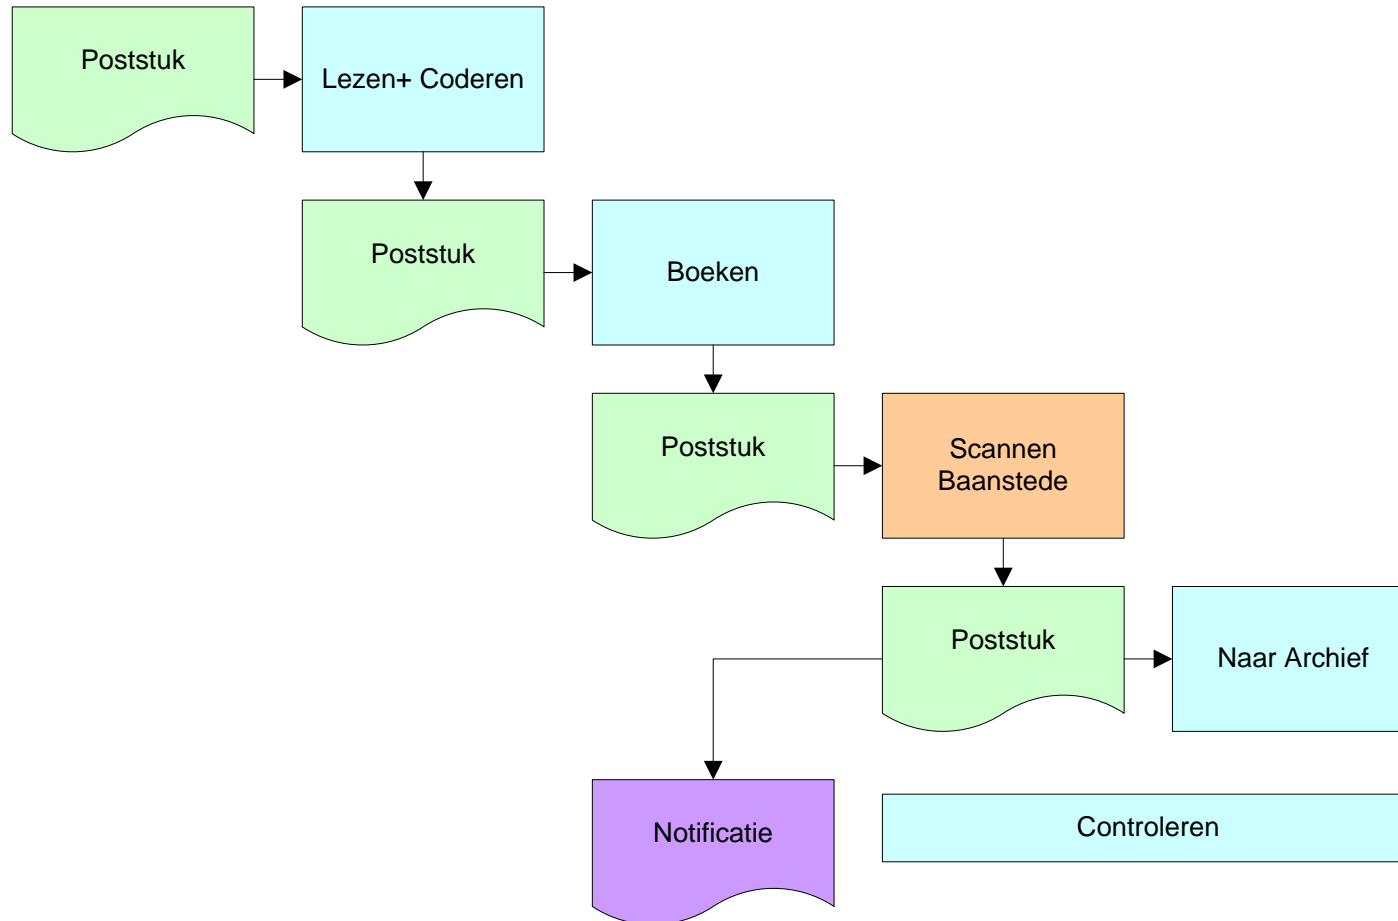 Poststuk
Lezen+ Coderen
Poststuk
Boeken
Poststuk
Scannen
Baanstede
Poststuk
Naar Archief
Notificatie
Controleren